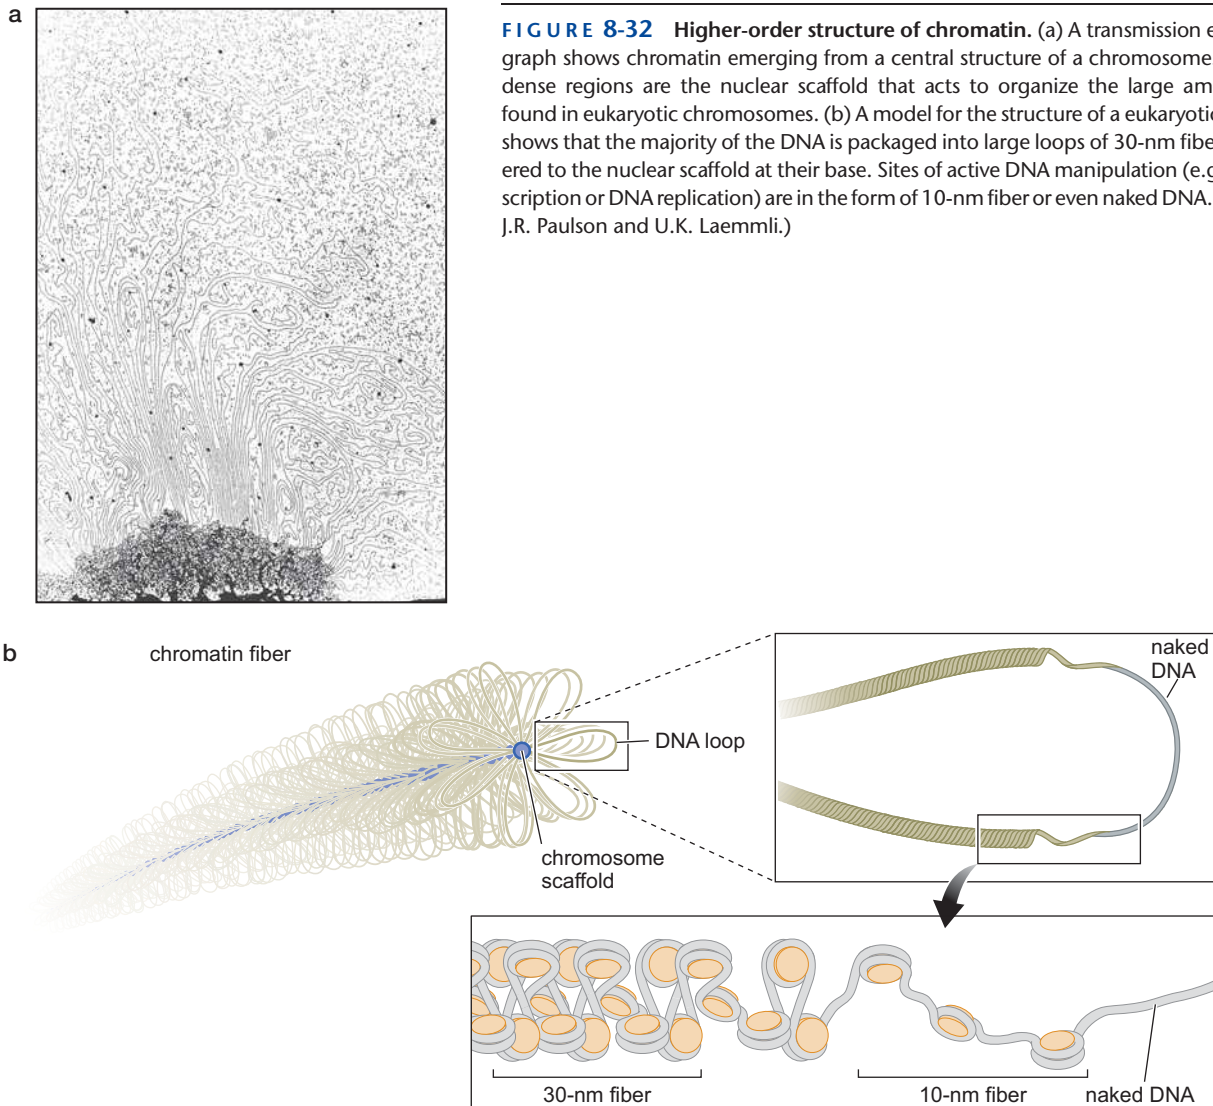 a
FIGURE 8-32 Higher-order structure of chromatin. (a) A transmission e
graph shows chromatin emerging from a central structure of a chromosome
dense regions are the nuclear scaffold that acts to organize the large am
found in eukaryotic chromosomes. (b) A model for the structure of a eukaryotic
shows that the majority of the DNA is packaged into large loops of 30-nm fibe
ered to the nuclear scaffold at their base. Sites of active DNA manipulation (e.g
scription or DNA replication) are in the form of 10-nm fiber or even naked DNA.
J.R. Paulson and U.K. Laemmli.)
b
chromatin fiber
naked
DNA
DNA loop
chromosome
scaffold
30-nm fiber
10-nm fiber
naked DNA